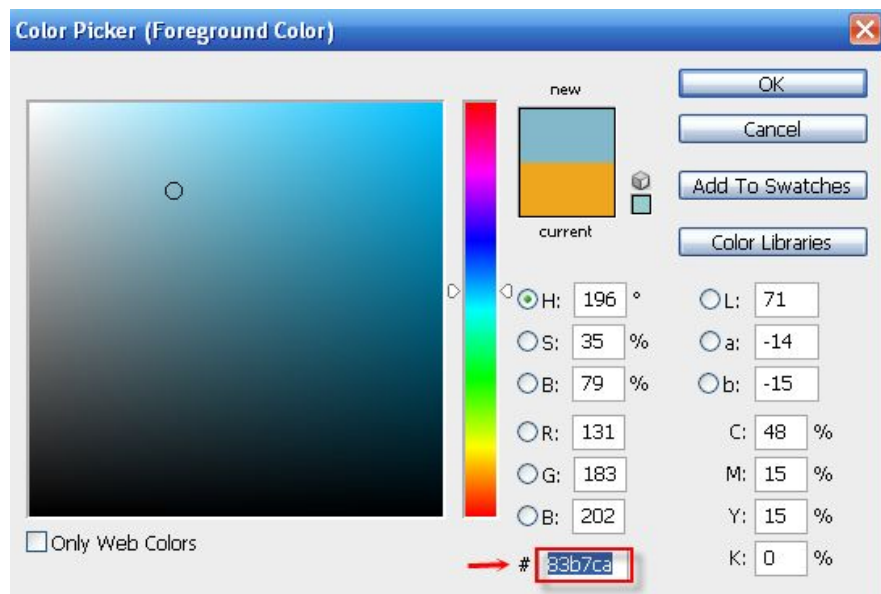 Color Picker (Foreground Color)
new
current
OK
Cancel
Add To Swatches
Color Libraries
H: 196 °
S: 35 %
B: 79 %
R: 131
G: 183
B: 202
# 83b7ca
L: 71
a: -14
b: -15
C: 48 %
M: 15 %
Y: 15 %
K: 0 %
Only Web Colors